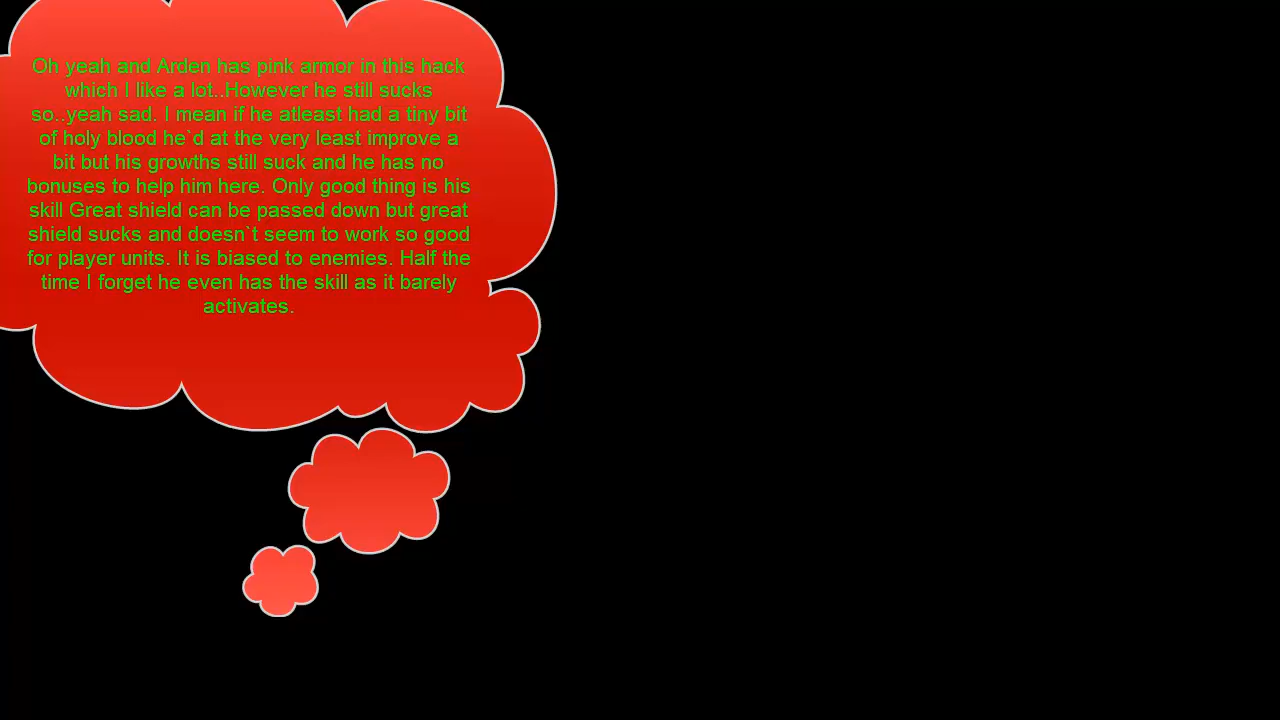 Oh yeah and Arden has pink armor in this hack
which I like a lot..However he still sucks
so..yeah sad. I mean if he atleast had a tiny bit
of holy blood he`d at the very least improve a
bit but his growths still suck and he has no
bonuses to help him here. Only good thing is his
skill Great shield can be passed down but great
shield sucks and doesn`t seem to work so good
for player units. It is biased to enemies. Half the
time I forget he even has the skill as it barely
activates.